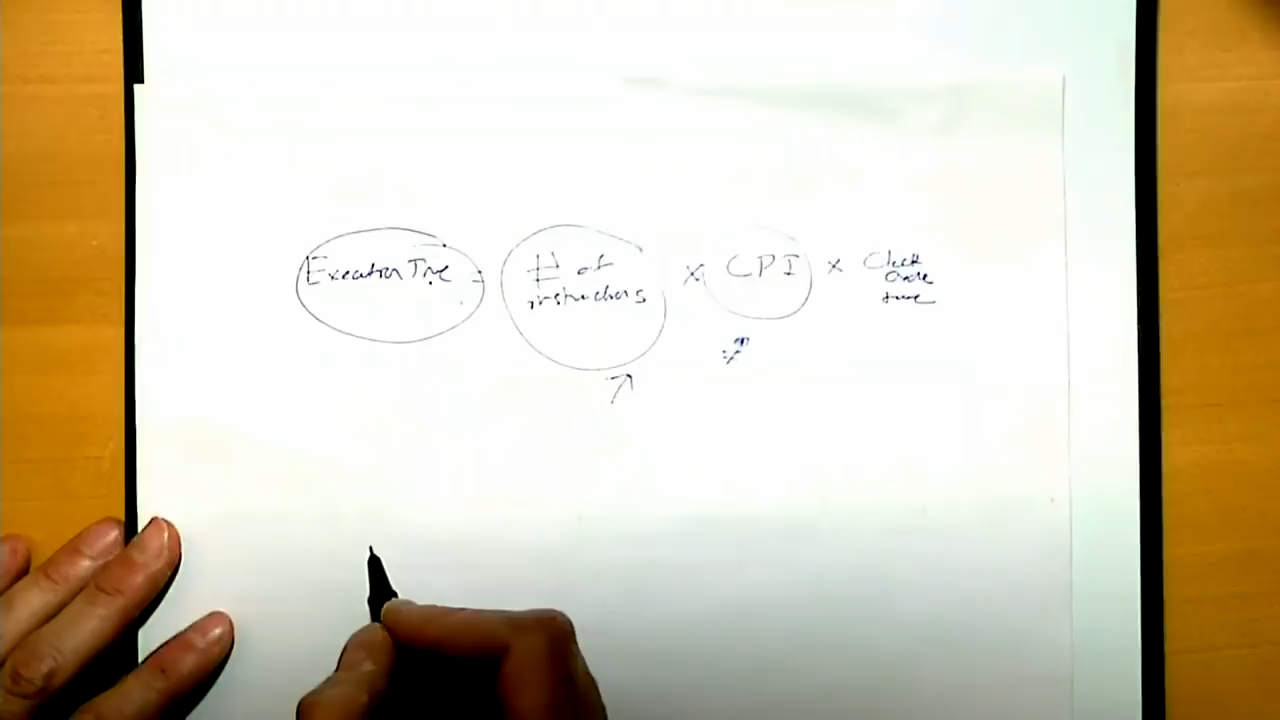 Execution Time = # of instructions × CPI × Clock cycle time